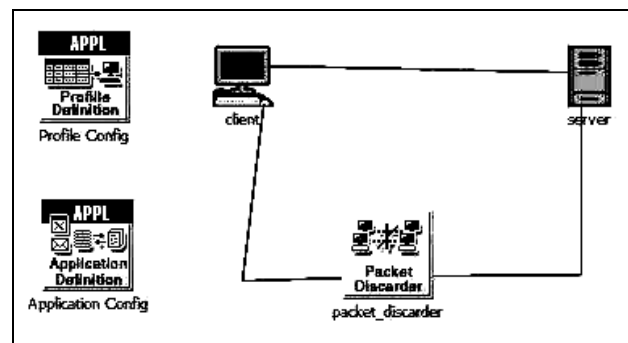 APPL
Profile
Definition
Profile Config
client
server
APPL
Application
Definition
Application Config
Packet
Discarder
packet_discarder